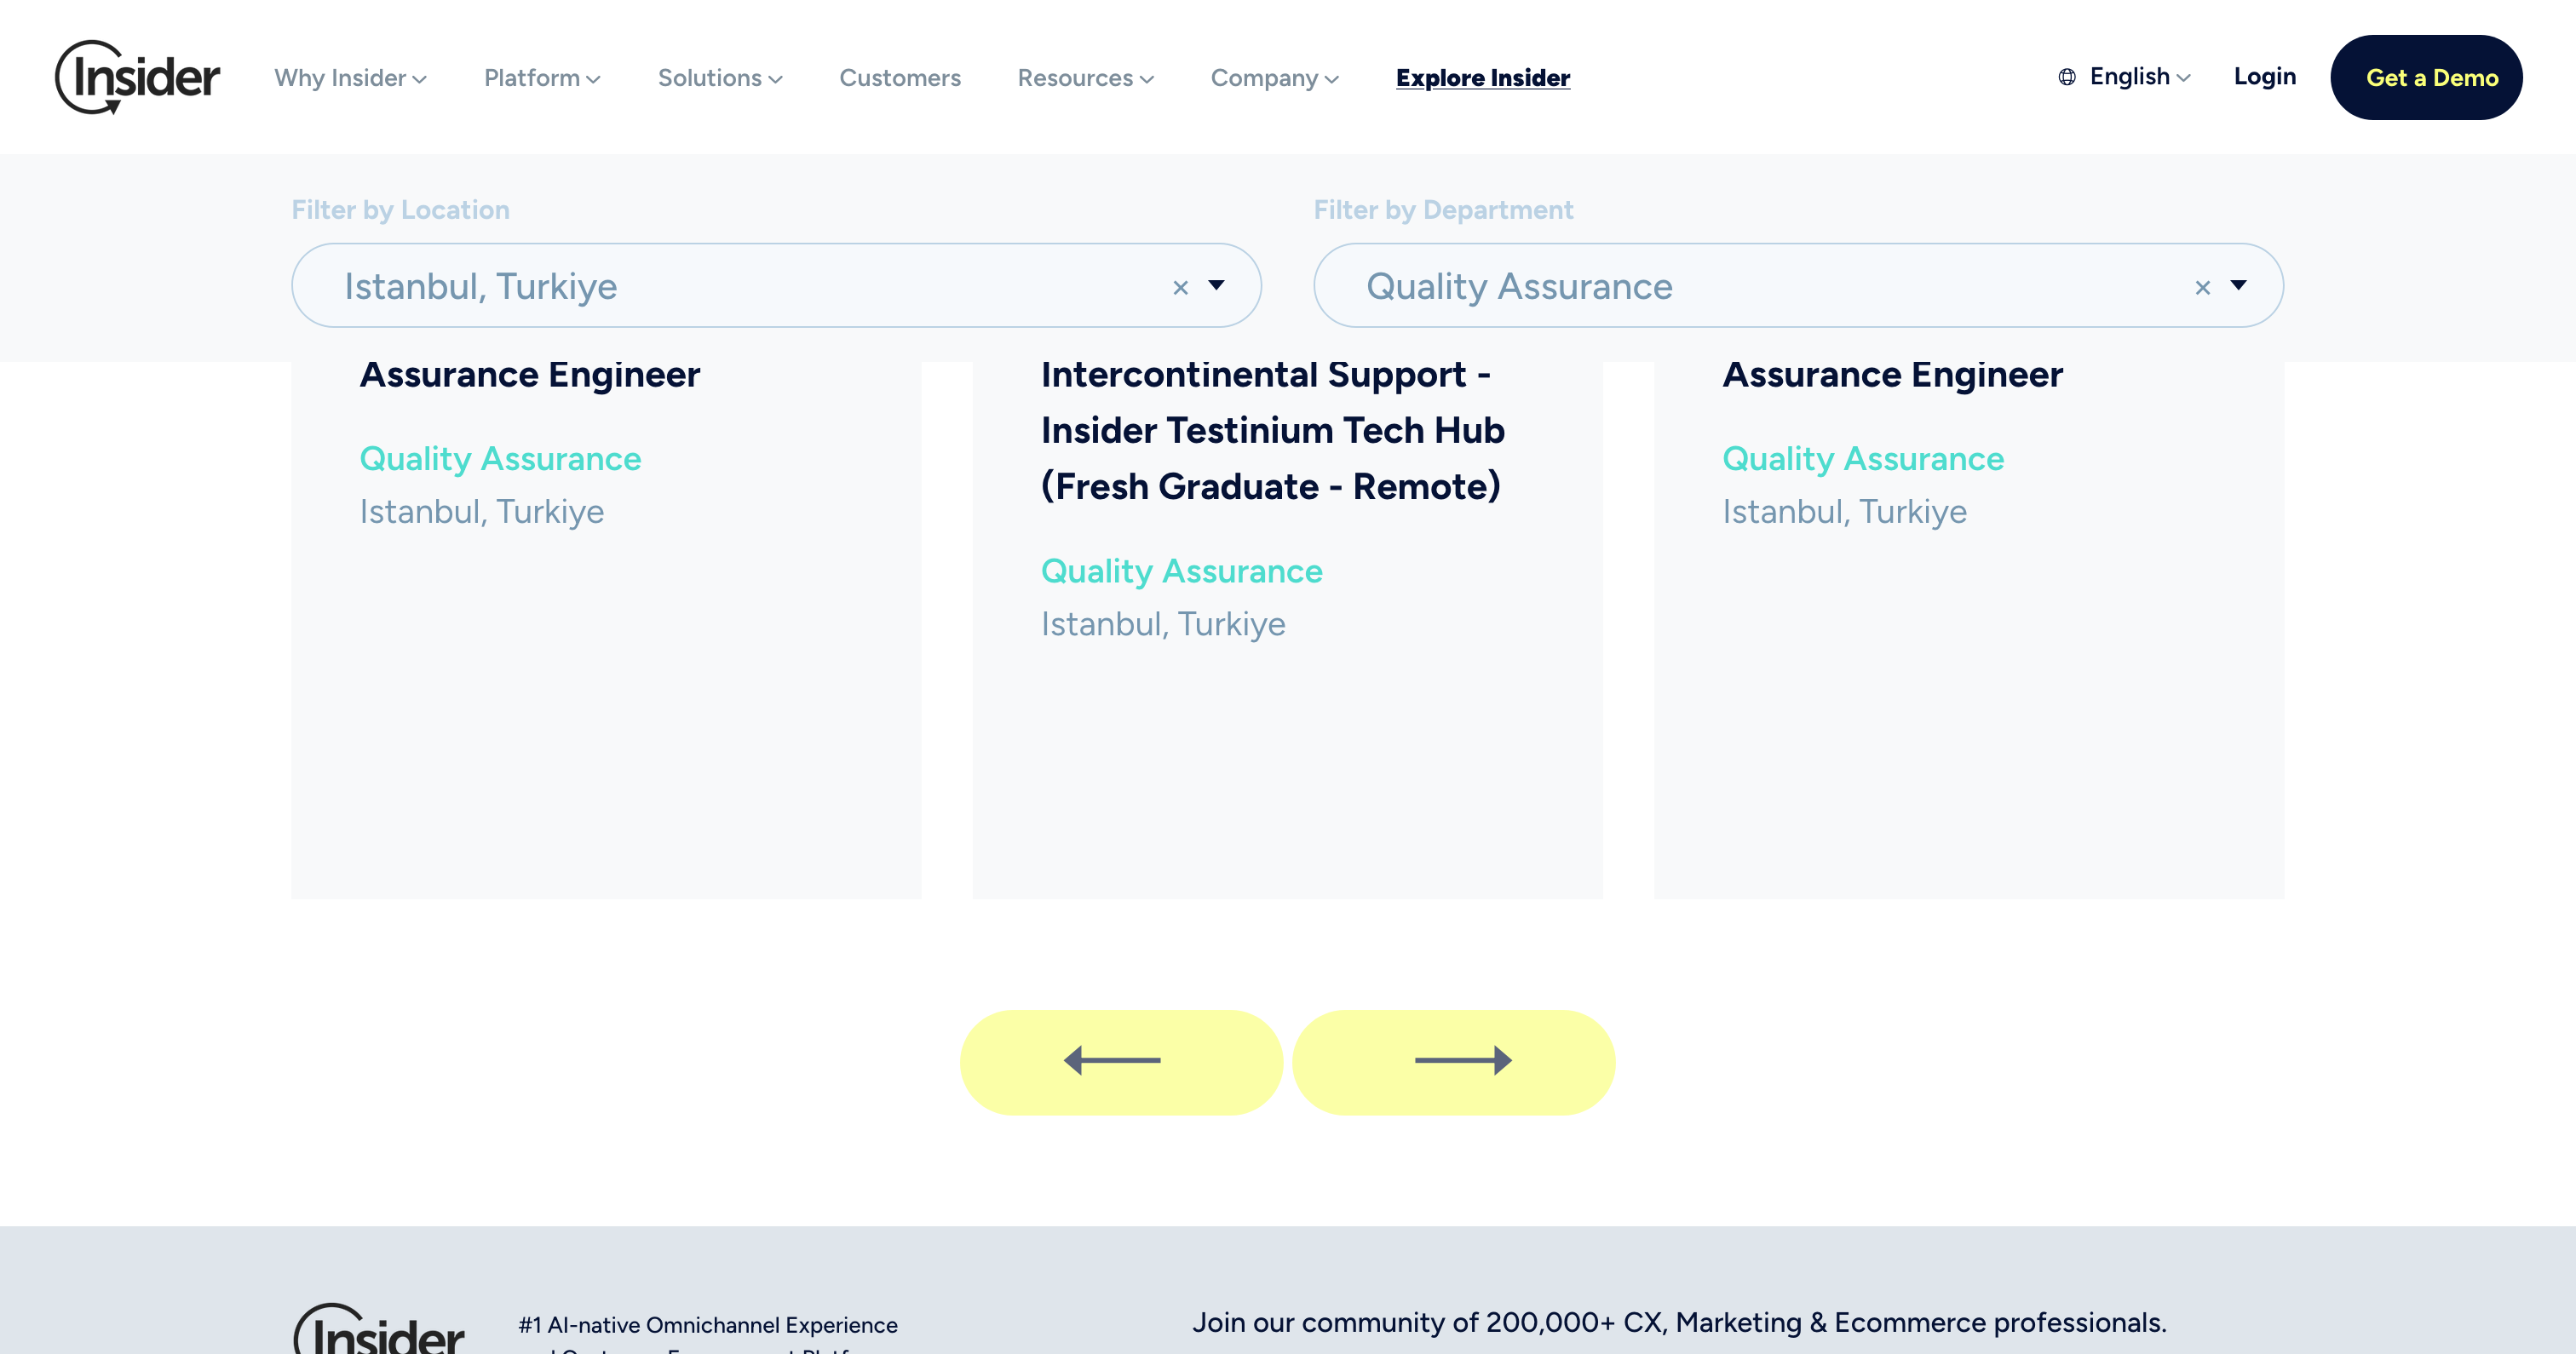 Insider
Why Insider
Platform
Solutions
Customers
Resources
Company
Explore Insider
English
Login
Get a Demo
Filter by Location
Filter by Department
Istanbul, Turkiye
×
Quality Assurance
×
Assurance Engineer
Quality Assurance
Istanbul, Turkiye
Intercontinental Support -
Insider Testinium Tech Hub
(Fresh Graduate - Remote)
Quality Assurance
Istanbul, Turkiye
Assurance Engineer
Quality Assurance
Istanbul, Turkiye
Insider
#1 AI-native Omnichannel Experience
Join our community of 200,000+ CX, Marketing & Ecommerce professionals.